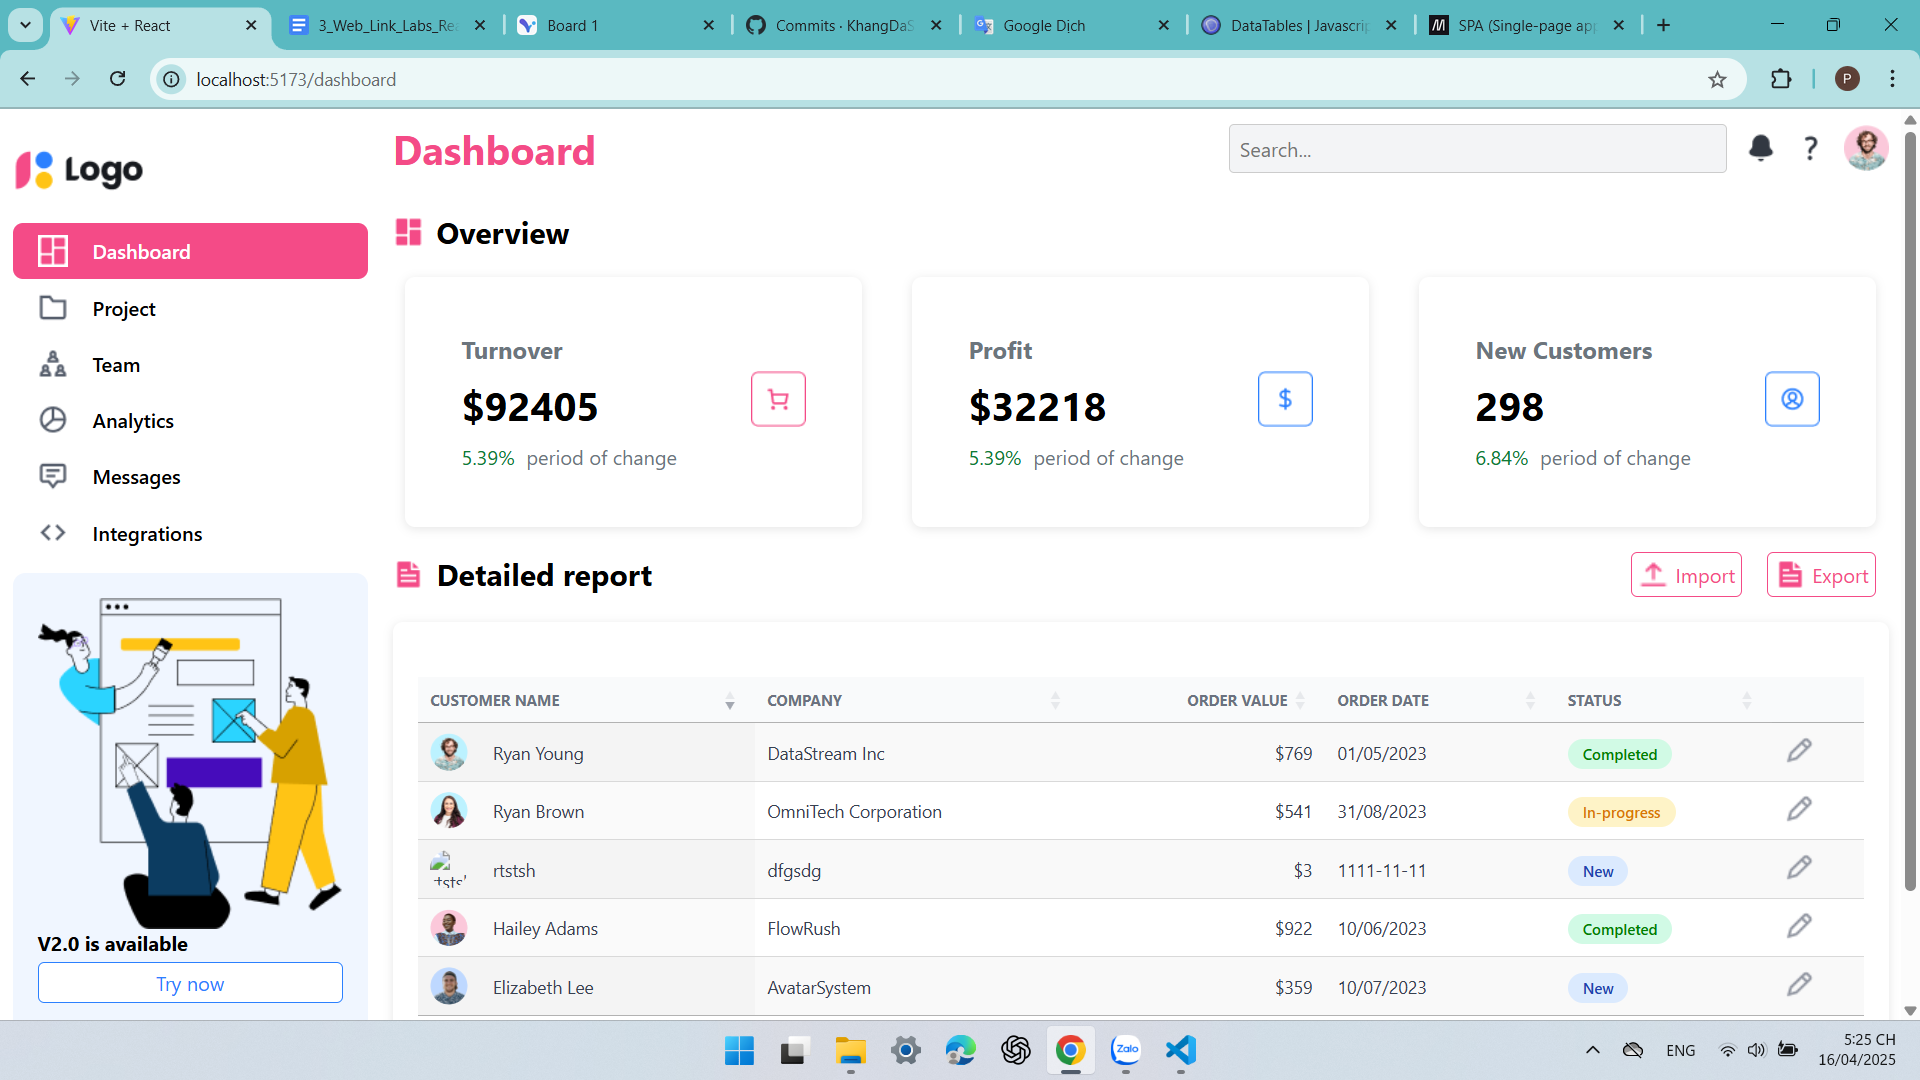 Vite + React
3_Web_Link_Labs_Rea
Board 1
Commits · KhangDaS
Google Dịch
DataTables | Javascrip
SPA (Single-page app
localhost:5173/dashboard
P
Logo
Dashboard
Search...
?
Dashboard
Project
Team
Analytics
Messages
Integrations
V2.0 is available
Try now
Overview
Turnover
$92405
5.39% period of change
Profit
$32218
$
5.39% period of change
New Customers
298
6.84% period of change
Detailed report
Import
Export
CUSTOMER NAME COMPANY ORDER VALUE ORDER DATE STATUS
Ryan Young DataStream Inc $769 01/05/2023 Completed
Ryan Brown OmniTech Corporation $541 31/08/2023 In-progress
rtstsh dfgsdg $3 1111-11-11 New
Hailey Adams FlowRush $922 10/06/2023 Completed
Elizabeth Lee AvatarSystem $359 10/07/2023 New
Zalo
ENG
5:25 CH
16/04/2025